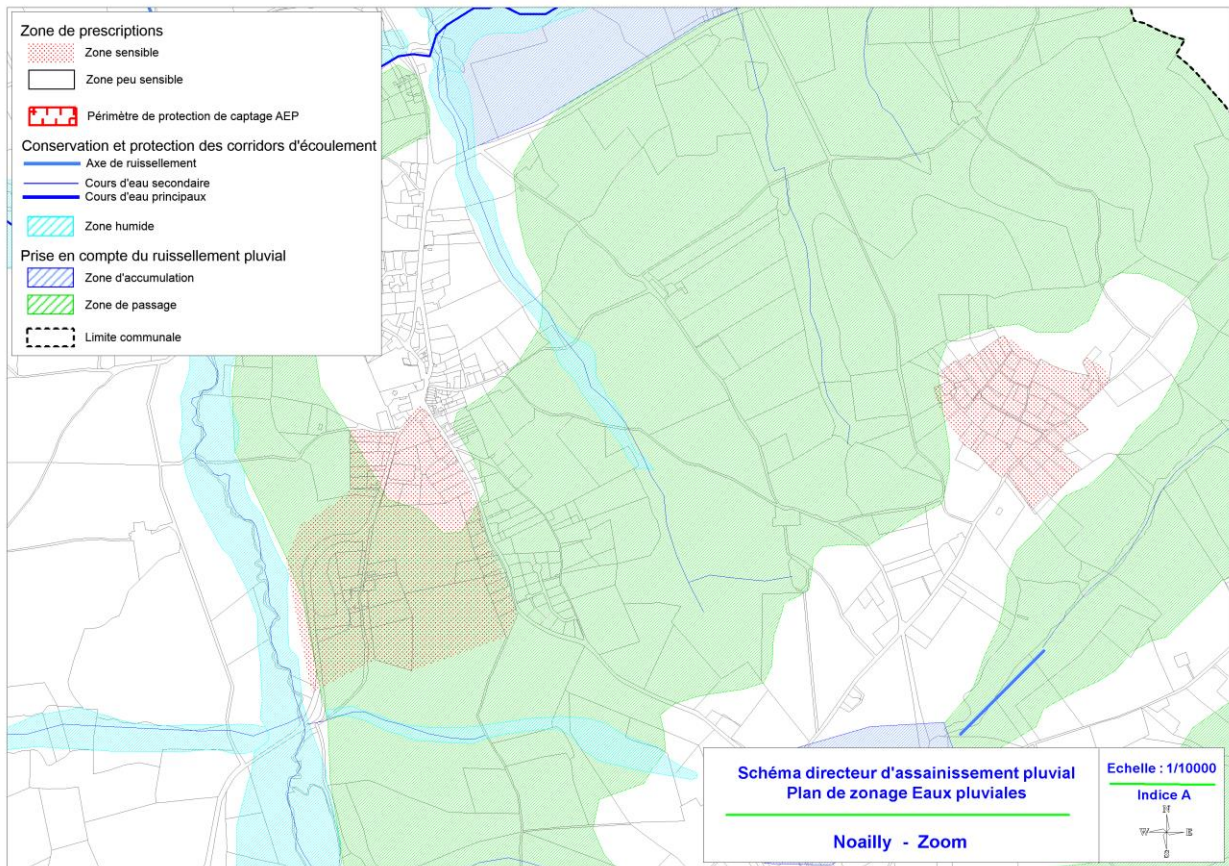 Zone de prescriptions
Zone sensible
Zone peu sensible
Périmètre de protection de captage AEP
Conservation et protection des corridors d'écoulement
Axe de ruissellement
Cours d'eau secondaire
Cours d'eau principaux
Zone humide
Prise en compte du ruissellement pluvial
Zone d'accumulation
Zone de passage
Limite communale
Schéma directeur d'assainissement pluvial
Plan de zonage Eaux pluviales
Noailly - Zoom
Echelle : 1/10000
Indice A
N
W E
S